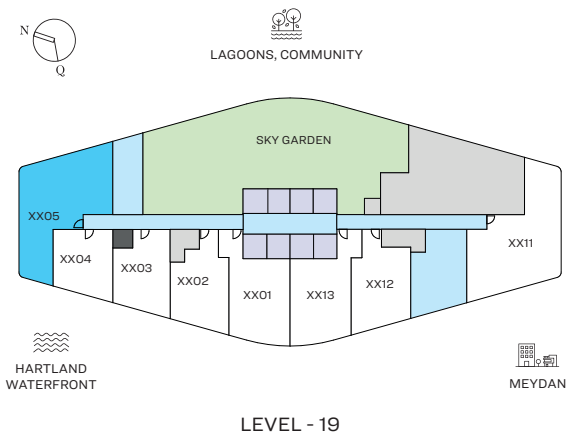 N
Q
LAGOONS, COMMUNITY
SKY GARDEN
XX05
XX04
XX03
XX02
XX01
XX13
XX12
XX11
HARTLAND
WATERFRONT
MEYDAN
LEVEL - 19